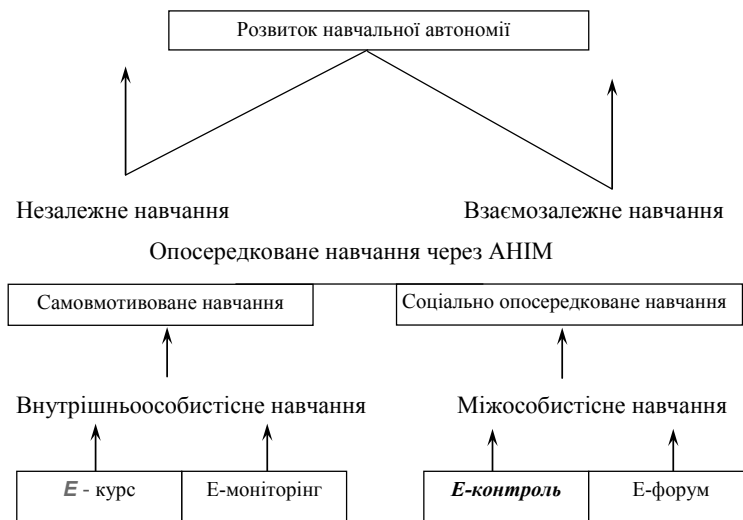 Розвиток навчальної автономії
Незалежне навчання Взаємозалежне навчання
Опосередковане навчання через АНІМ
Самовмотивоване навчання Соціально опосередковане навчання
Внутрішньоособистісне навчання Міжособистісне навчання
Е - курс Е-моніторінг Е-контроль Е-форум